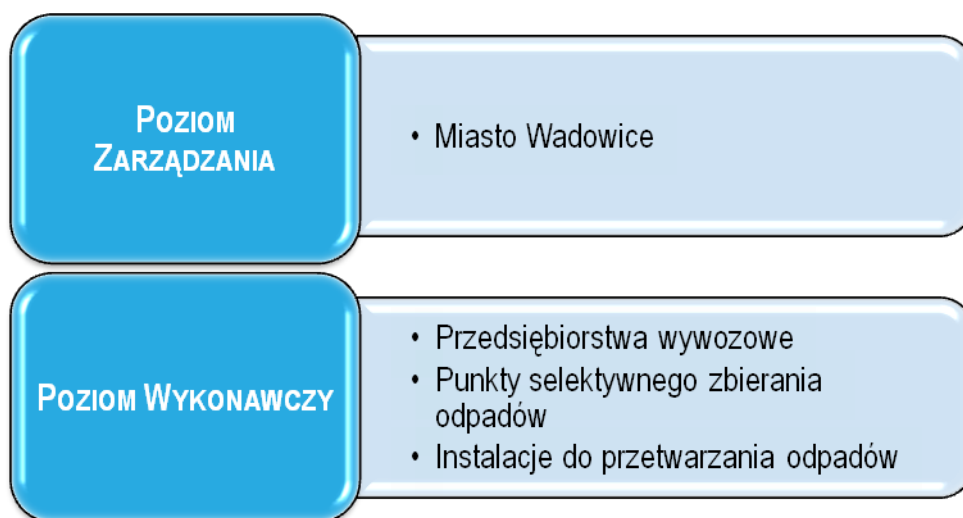 POZIOM
ZARZĄDZANIA
• Miasto Wadowice
POZIOM WYKONAWCZY
• Przedsiębiorstwa wywozowe
• Punkty selektywnego zbierania
odpadów
• Instalacje do przetwarzania odpadów